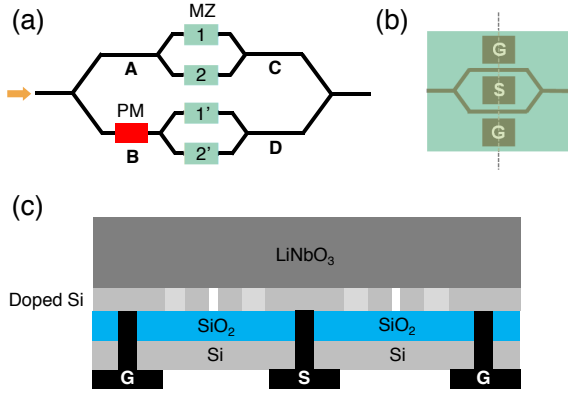 (a)
MZ
1
2
A
C
PM
1'
2'
B
D
(b)
G
S
G
(c)
LiNbO₃
Doped Si
SiO₂
SiO₂
Si
Si
G
S
G